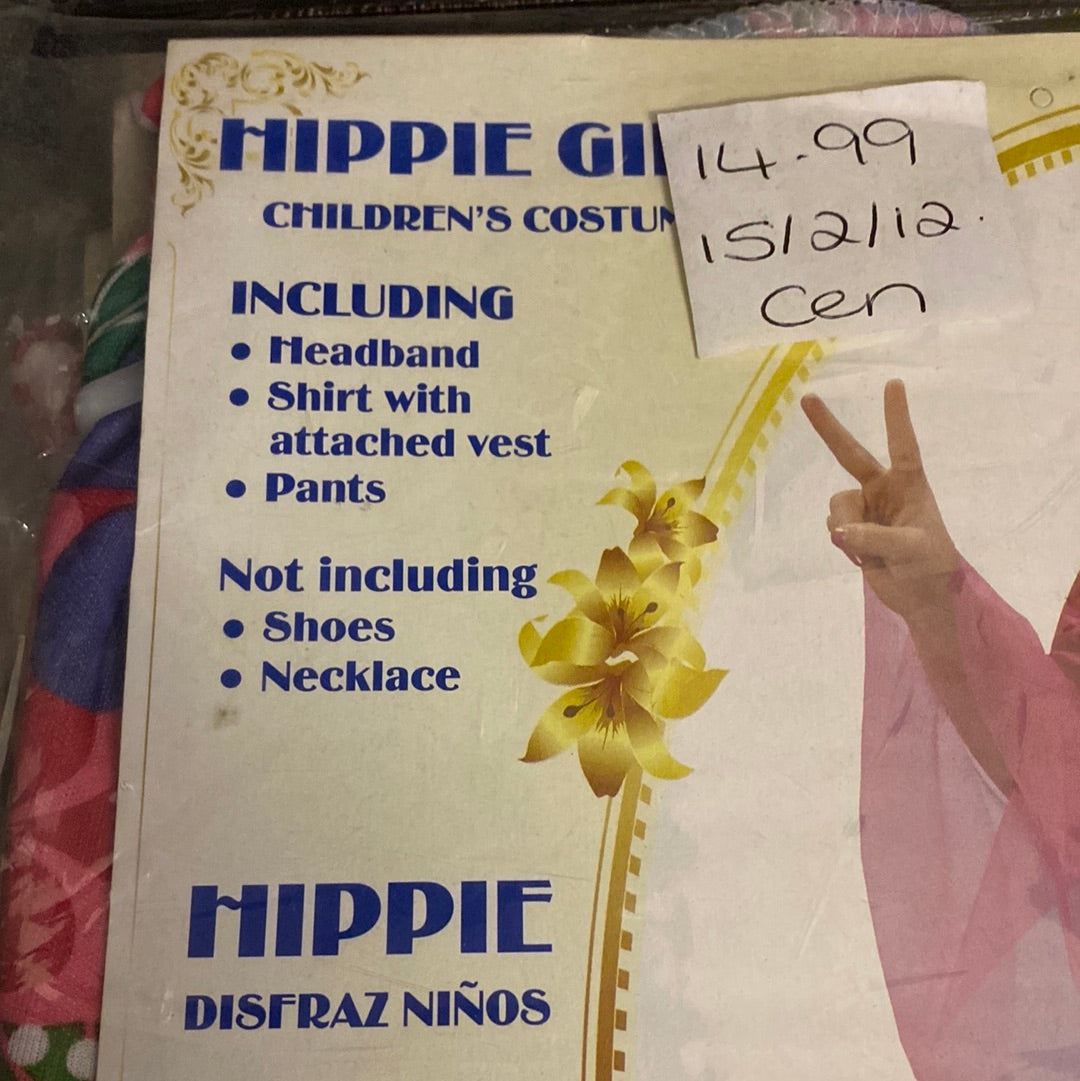 HIPPIE GI
CHILDREN'S COSTUM
14.99
15/2/12.
cen
INCLUDING
• Headband
• Shirt with
attached vest
• Pants
Not including
• Shoes
• Necklace
HIPPIE
DISFRAZ NIÑOS